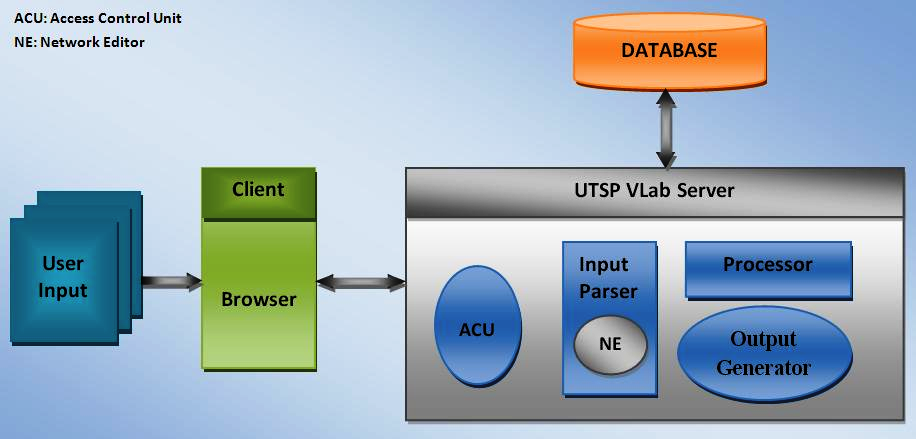 ACU: Access Control Unit
NE: Network Editor
DATABASE
Client
UTSP VLab Server
User
Input
Browser
ACU
Input
Parser
NE
Processor
Output
Generator